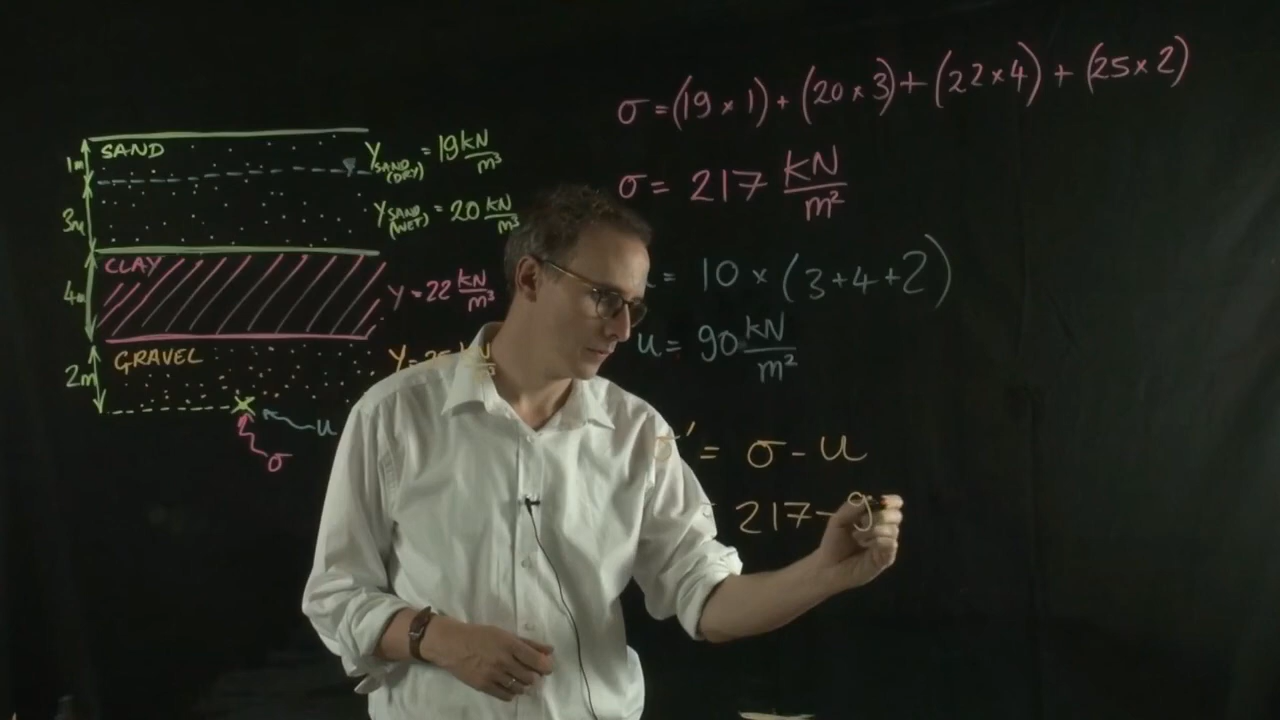 1m SAND γSAND(DRY) = 19 kN/m³
3m γSAND(WET) = 20 kN/m³
CLAY
4m γ = 22 kN/m³
GRAVEL
2m
u
σ
σ = (19 × 1) + (20 × 3) + (22 × 4) + (25 × 2)
σ = 217 kN/m²
= 10 × (3+4+2)
u = 90 kN/m²
σ' = σ - u
= 217 - 9